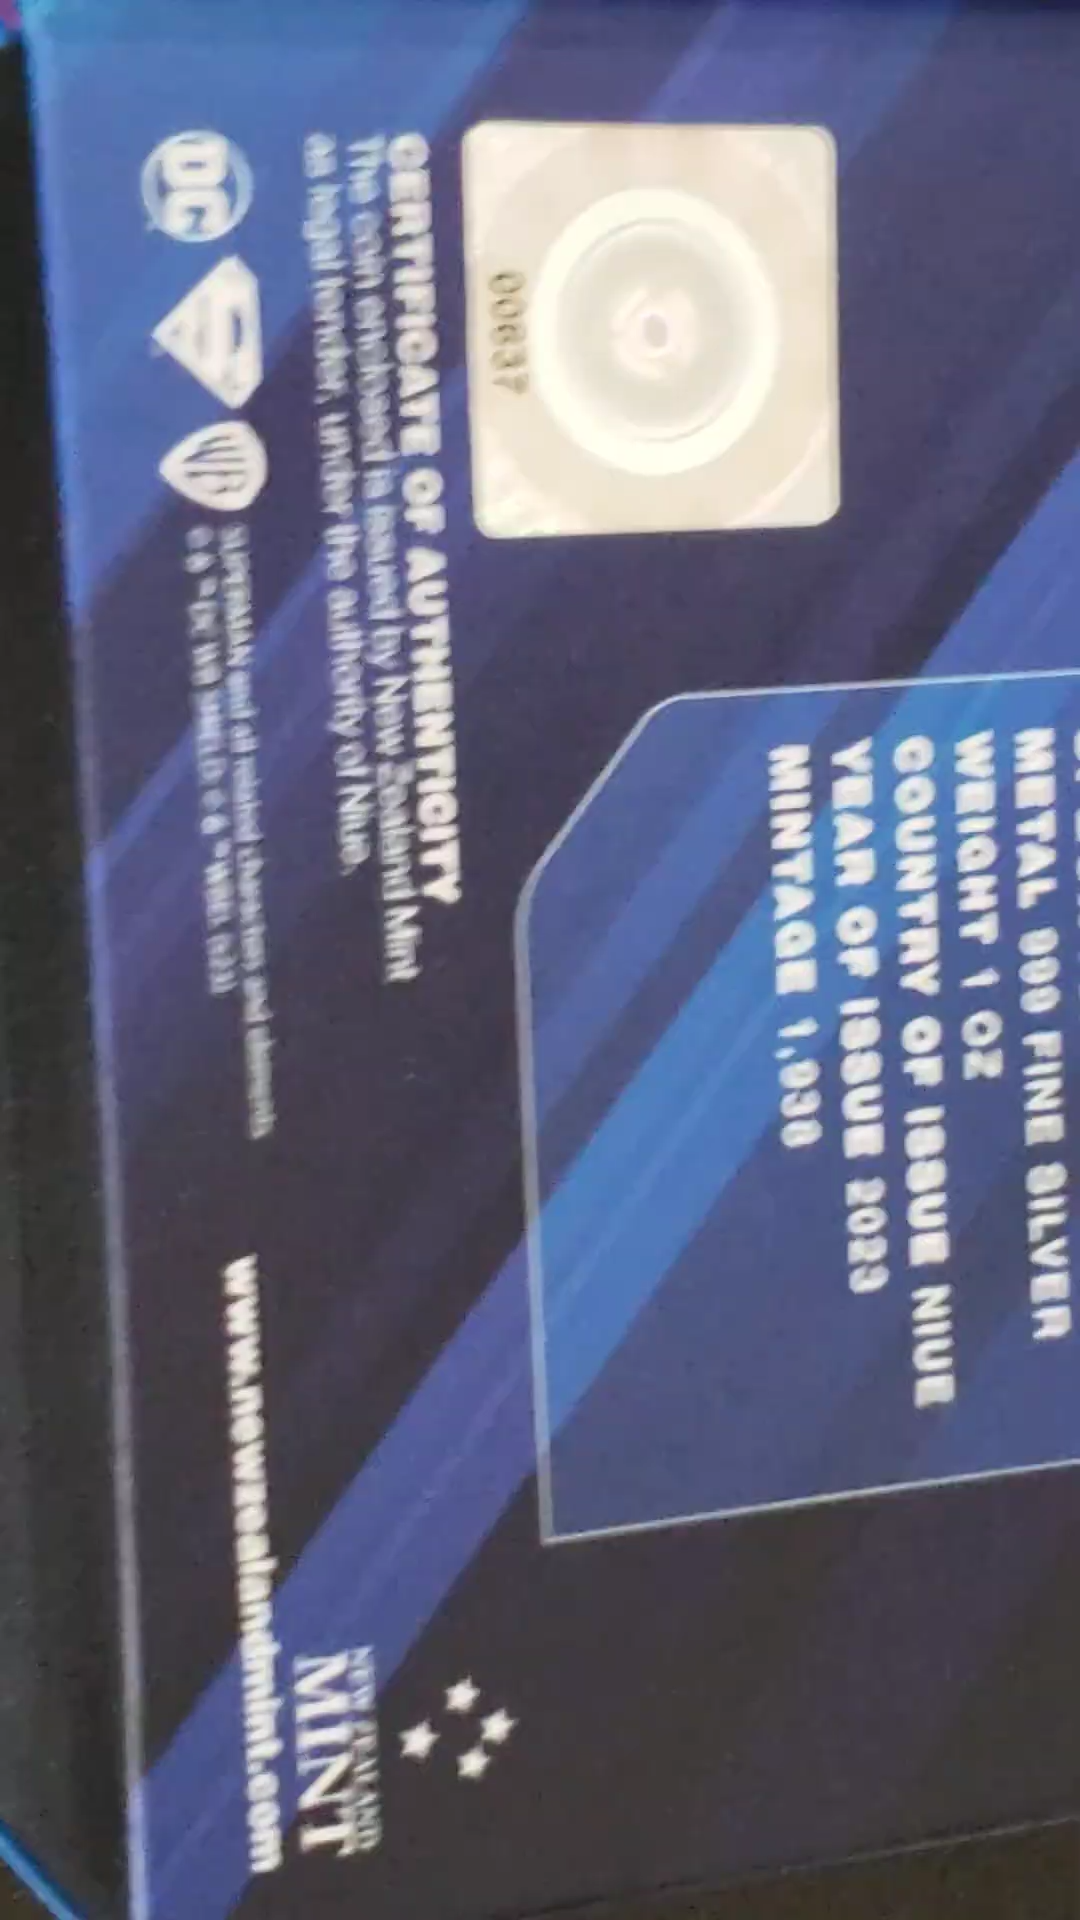 METAL 999 FINE SILVER
WEIGHT 1 OZ
COUNTRY OF ISSUE NIUE
YEAR OF ISSUE 2023
MINTAGE 1,938
00637
CERTIFICATE OF AUTHENTICITY
The coin enclosed is issued by New Zealand Mint
as legal tender, under the authority of Niue.
DC
S
WB
SUPERMAN and all related characters and elements
© & ™ DC
NEW ZEALAND
MINT
www.newzealandmint.com